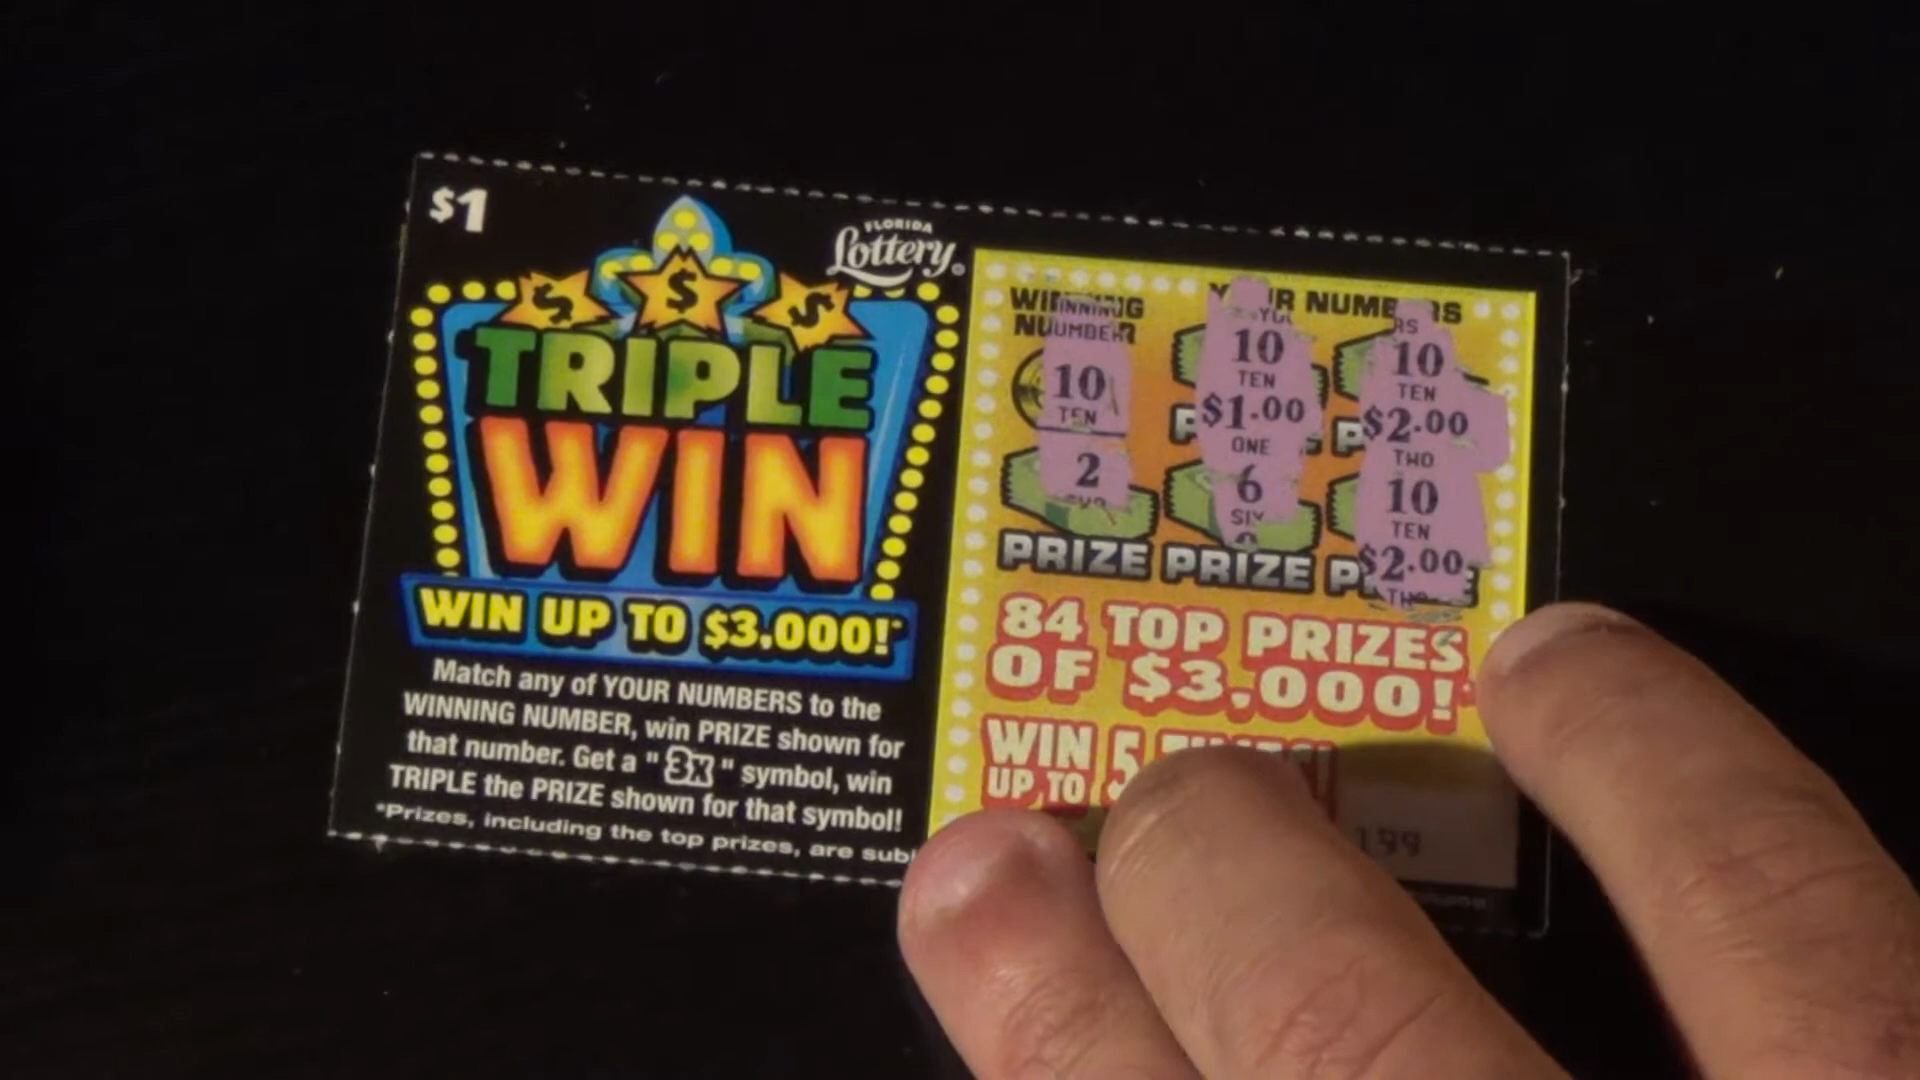 $1
FLORIDA
Lottery
$ $ $
TRIPLE
WIN
WIN UP TO $3,000!*
Match any of YOUR NUMBERS to the
WINNING NUMBER, win PRIZE shown for
that number. Get a "3X" symbol, win
TRIPLE the PRIZE shown for that symbol!
*Prizes, including the top prizes, are
WINNING
NUMBER
10
TEN
YOUR NUMBERS
10
TEN
$1.00
ONE
10
TEN
$2.00
TWO
2
PRIZE
6
SIX
PRIZE
10
TEN
$2.00
84 TOP PRIZES
OF $3,000!*
WIN
UP TO 5
199